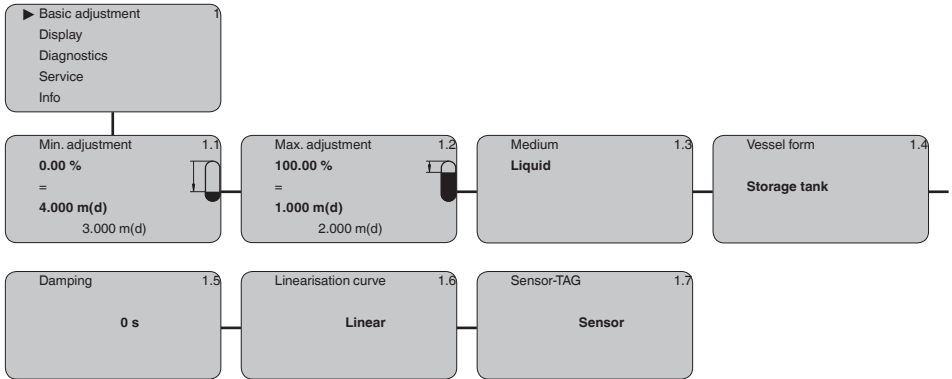 ▶ Basic adjustment 1
Display
Diagnostics
Service
Info
Min. adjustment 1.1
0.00 %
=
4.000 m(d)
3.000 m(d)
Max. adjustment 1.2
100.00 %
=
1.000 m(d)
2.000 m(d)
Medium 1.3
Liquid
Vessel form 1.4
Storage tank
Damping 1.5
0 s
Linearisation curve 1.6
Linear
Sensor-TAG 1.7
Sensor